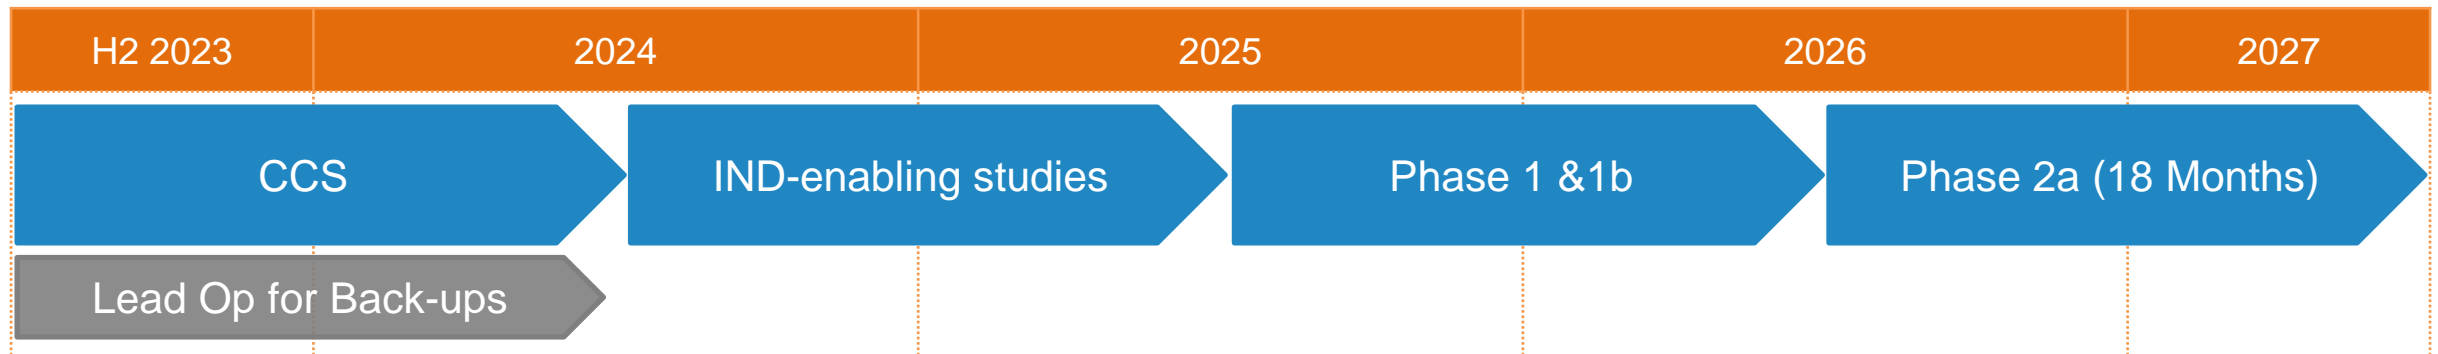 H2 2023
2024
2025
2026
2027
CCS
IND-enabling studies
Phase 1 &1b
Phase 2a (18 Months)
Lead Op for Back-ups